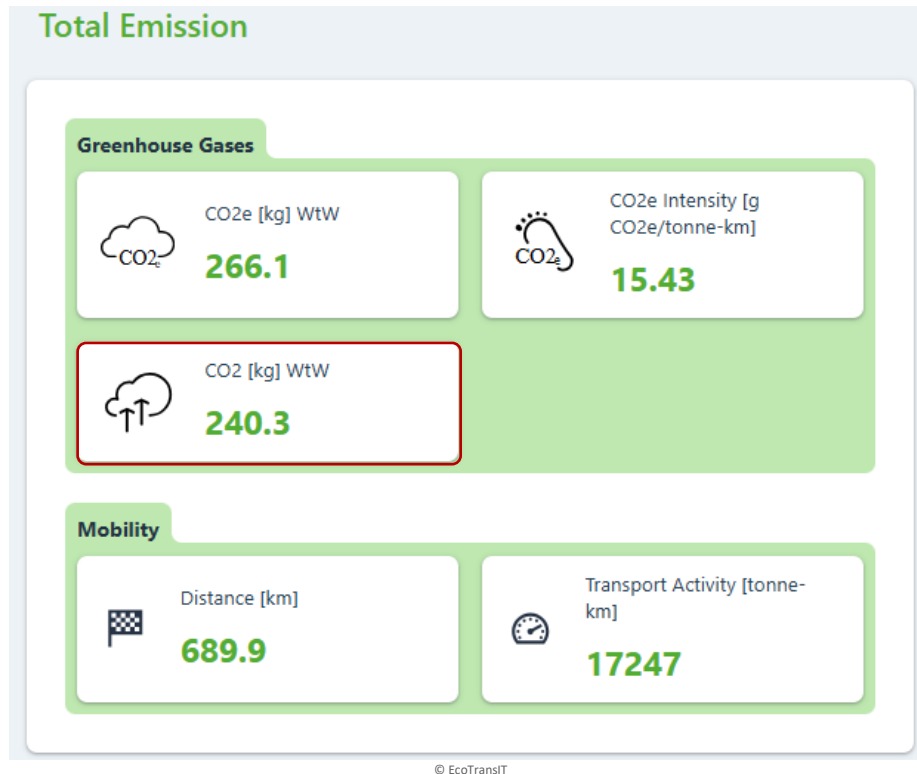 Total Emission
Greenhouse Gases
CO2e [kg] WtW
266.1
CO2e
CO2e Intensity [g
CO2e/tonne-km]
15.43
CO2e
CO2 [kg] WtW
240.3
Mobility
Distance [km]
689.9
Transport Activity [tonne-
km]
17247
© EcoTransIT